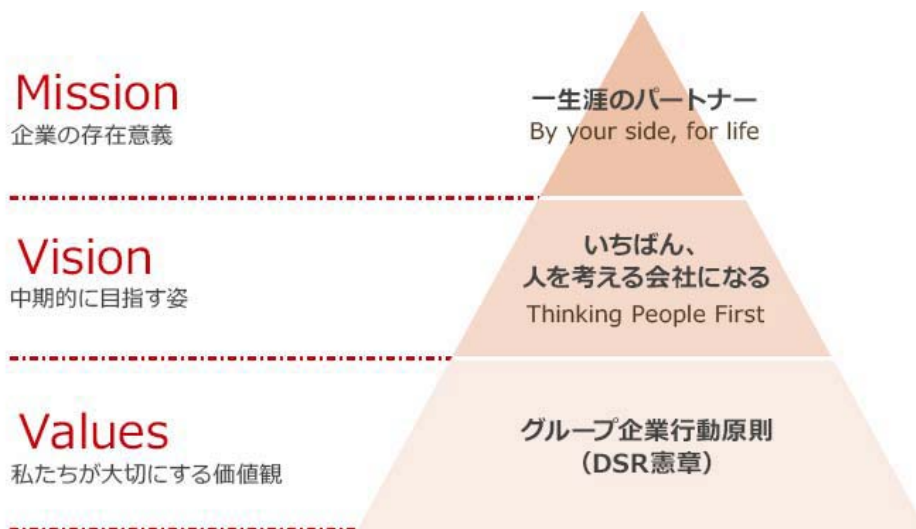 Mission
企業の存在意義
一生涯のパートナー
By your side, for life
Vision
中期的に目指す姿
いちばん、
人を考える会社になる
Thinking People First
Values
私たちが大切にする価値観
グループ企業行動原則
（DSR憲章）